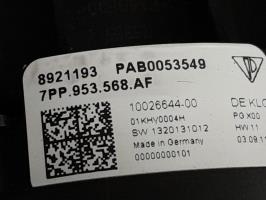 8921193 PAB0053549
7PP.953.568.AF
10026644-00 DE KLO
01KHY0004H PG X00
SW 1320131012 HW 11
Made in Germany 03.09.1
00000000101